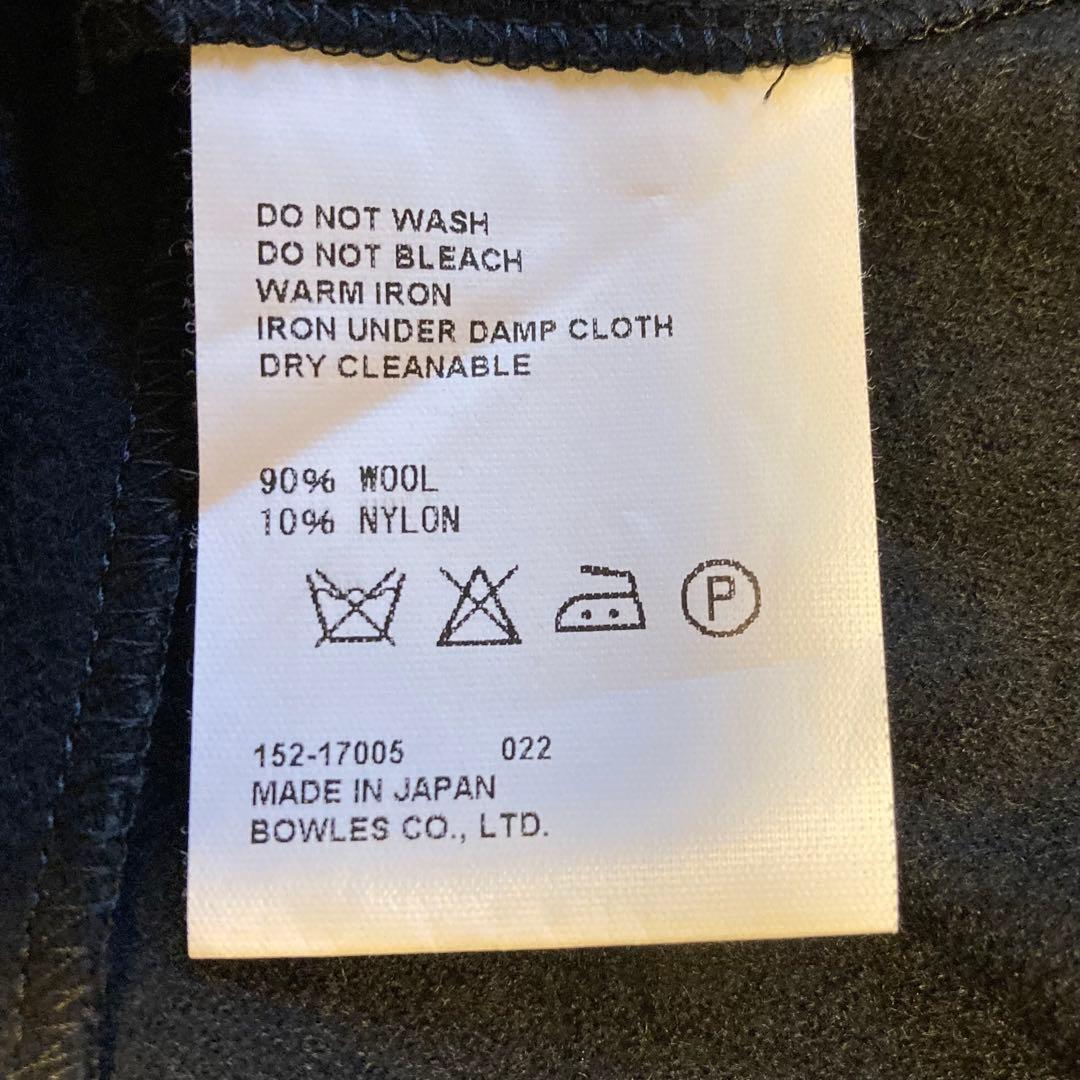 DO NOT WASH
DO NOT BLEACH
WARM IRON
IRON UNDER DAMP CLOTH
DRY CLEANABLE
90% WOOL
10% NYLON
P
152-17005 022
MADE IN JAPAN
BOWLES CO., LTD.